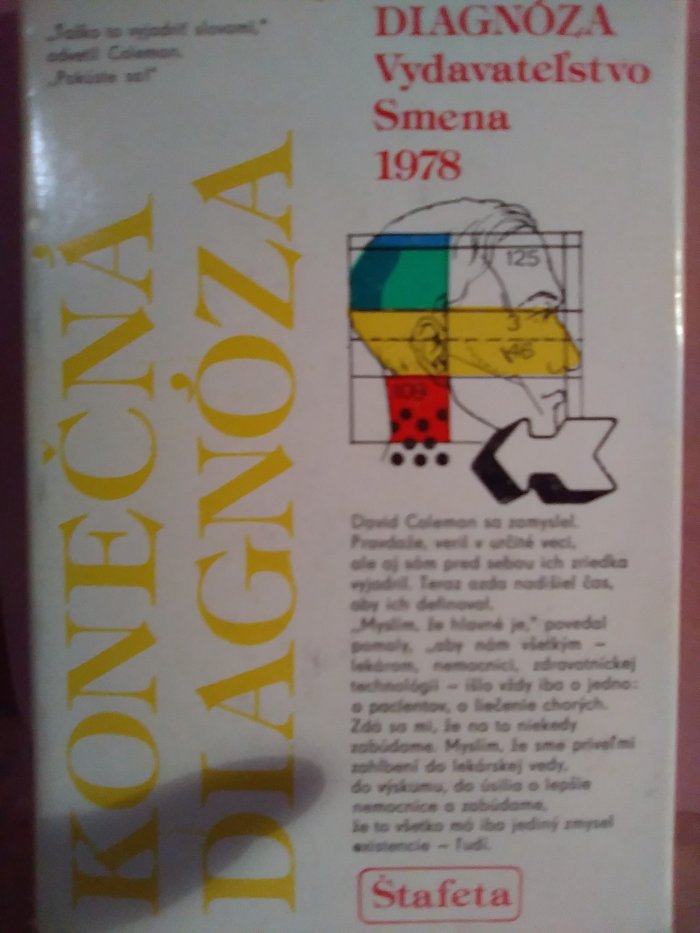 „Ťažko to vyjadriť slovami,“
odvetil Coleman.
„Pokúste sa!“
KONEČNÁ
DIAGNÓZA
DIAGNÓZA
Vydavateľstvo
Smena
1978
125
3
146
109
David Coleman sa zamyslel.
Pravdaže, veril v určité veci,
ale aj sám pred sebou ich zriedka
vyjadril. Teraz azda nadišiel čas,
aby ich definoval.
„Myslím, že hlavné je,“ povedal
pomaly, „aby nám všetkým –
lekárom, nemocnici, zdravotníckej
technológii – išlo vždy iba o jedno:
o pacientov, o liečenie chorých.
Zdá sa mi, že na to niekedy
zabúdame. Myslím, že sme priveľmi
zahĺbení do lekárskej vedy,
do výskumu, do úsilia o lepšie
nemocnice a zabúdame,
že to všetko má iba jediný zmysel
existencie – ľudí.
Štafeta